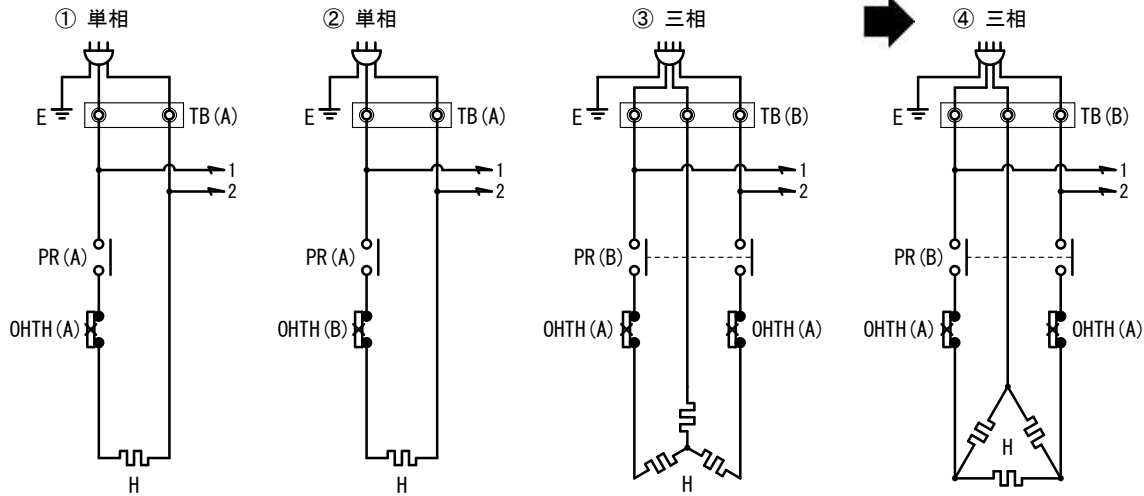 ① 単相
E
TB(A)
1
2
PR(A)
OHTH(A)
H
② 単相
E
TB(A)
1
2
PR(A)
OHTH(B)
H
③ 三相
E
TB(B)
1
2
PR(B)
OHTH(A)
OHTH(A)
H
④ 三相
E
TB(B)
1
2
PR(B)
OHTH(A)
OHTH(A)
H